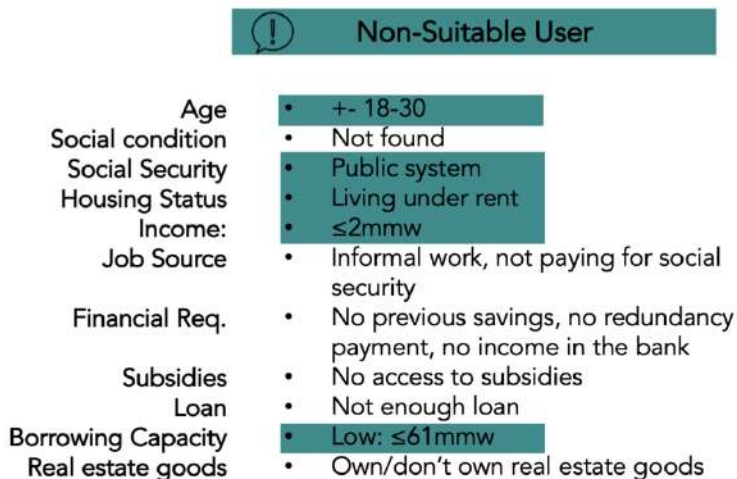 ! Non-Suitable User
Age • +- 18-30
Social condition • Not found
Social Security • Public system
Housing Status • Living under rent
Income: • ≤2mmw
Job Source • Informal work, not paying for social
security
Financial Req. • No previous savings, no redundancy
payment, no income in the bank
Subsidies • No access to subsidies
Loan • Not enough loan
Borrowing Capacity • Low: ≤61mmw
Real estate goods • Own/don't own real estate goods